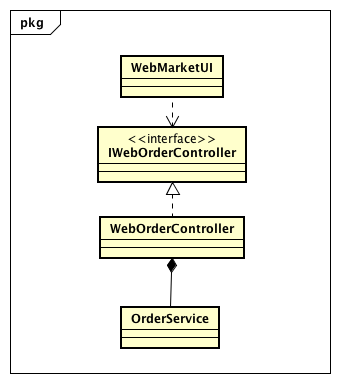 pkg
WebMarketUI
<<interface>>
IWebOrderController
WebOrderController
OrderService